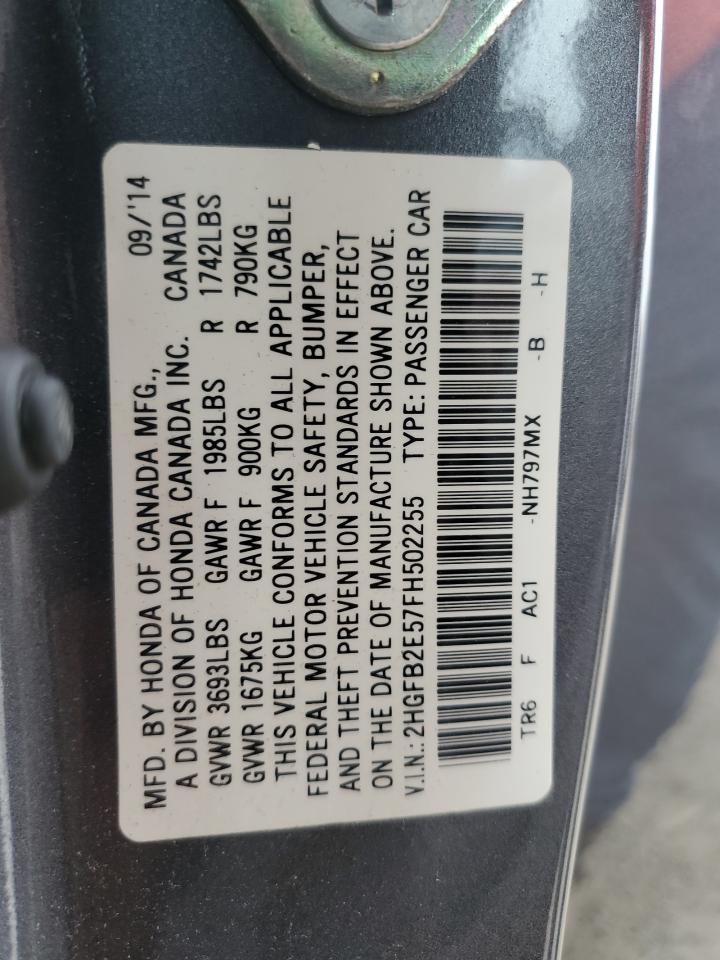 MFD. BY HONDA OF CANADA MFG., 09/'14
A DIVISION OF HONDA CANADA INC. CANADA
GVWR 3693LBS GAWR F 1985LBS R 1742LBS
GVWR 1675KG GAWR F 900KG R 790KG
THIS VEHICLE CONFORMS TO ALL APPLICABLE
FEDERAL MOTOR VEHICLE SAFETY, BUMPER,
AND THEFT PREVENTION STANDARDS IN EFFECT
ON THE DATE OF MANUFACTURE SHOWN ABOVE.
V.I.N.: 2HGFB2E57FH502255 TYPE: PASSENGER CAR
TR6 F AC1 -NH797MX -B -H